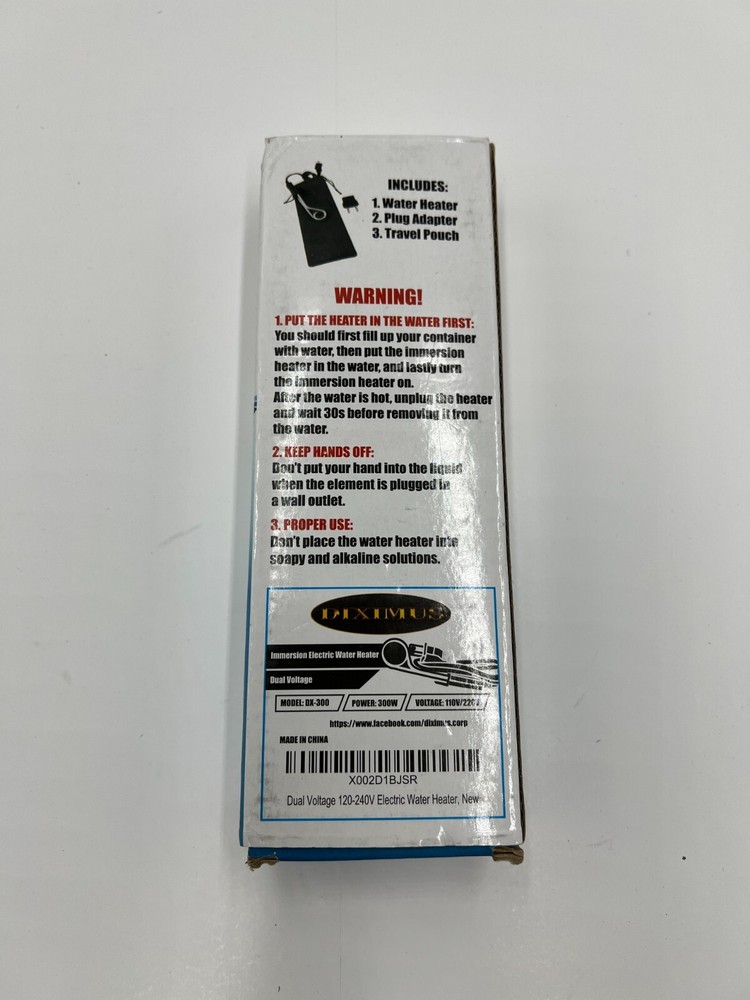 INCLUDES:
1. Water Heater
2. Plug Adapter
3. Travel Pouch
WARNING!
1. PUT THE HEATER IN THE WATER FIRST:
You should first fill up your container
with water, then put the immersion
heater in the water, and lastly turn
the immersion heater on.
After the water is hot, unplug the heater
and wait 30s before removing it from
the water.
2. KEEP HANDS OFF:
Don't put your hand into the liquid
when the element is plugged in
a wall outlet.
3. PROPER USE:
Don't place the water heater into
soapy and alkaline solutions.
DIXIMUS
Immersion Electric Water Heater
Dual Voltage
MODEL: DX-300 POWER: 300W VOLTAGE: 110V/220V
https://www.facebook.com/diximus.corp
MADE IN CHINA
X002D1BJSR
Dual Voltage 120-240V Electric Water Heater, New